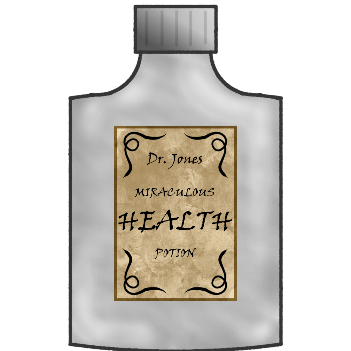 Dr. Jones
MIRACULOUS
HEALTH
POTION